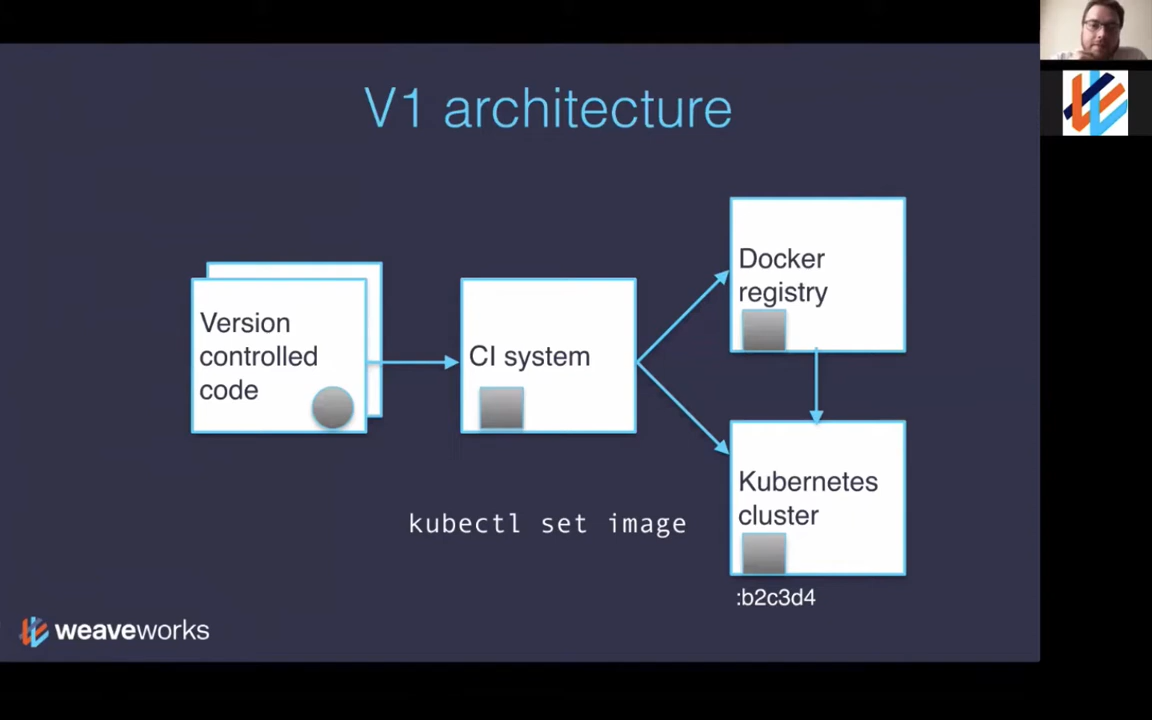 V1 architecture
Version
controlled
code
CI system
Docker
registry
Kubernetes
cluster
kubectl set image
:b2c3d4
weaveworks